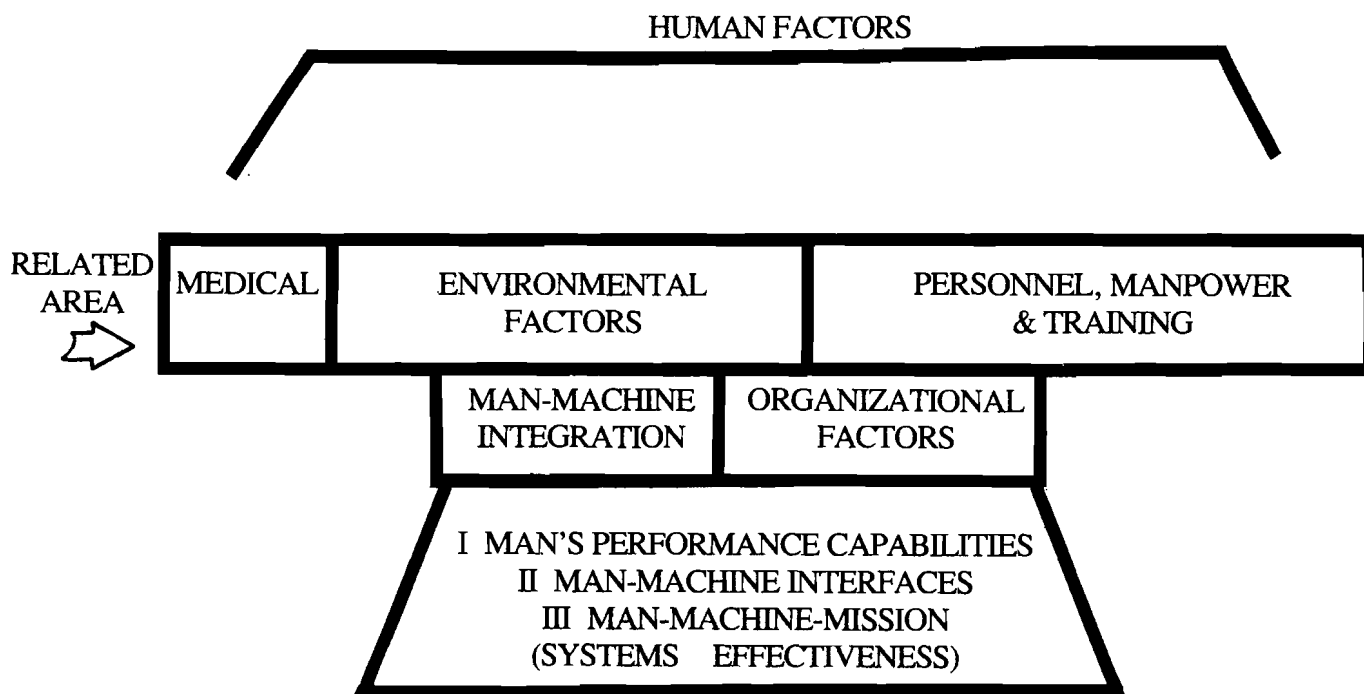 HUMAN FACTORS
RELATED
AREA
MEDICAL
ENVIRONMENTAL
FACTORS
PERSONNEL, MANPOWER
& TRAINING
MAN-MACHINE
INTEGRATION
ORGANIZATIONAL
FACTORS
I MAN'S PERFORMANCE CAPABILITIES
II MAN-MACHINE INTERFACES
III MAN-MACHINE-MISSION
(SYSTEMS EFFECTIVENESS)